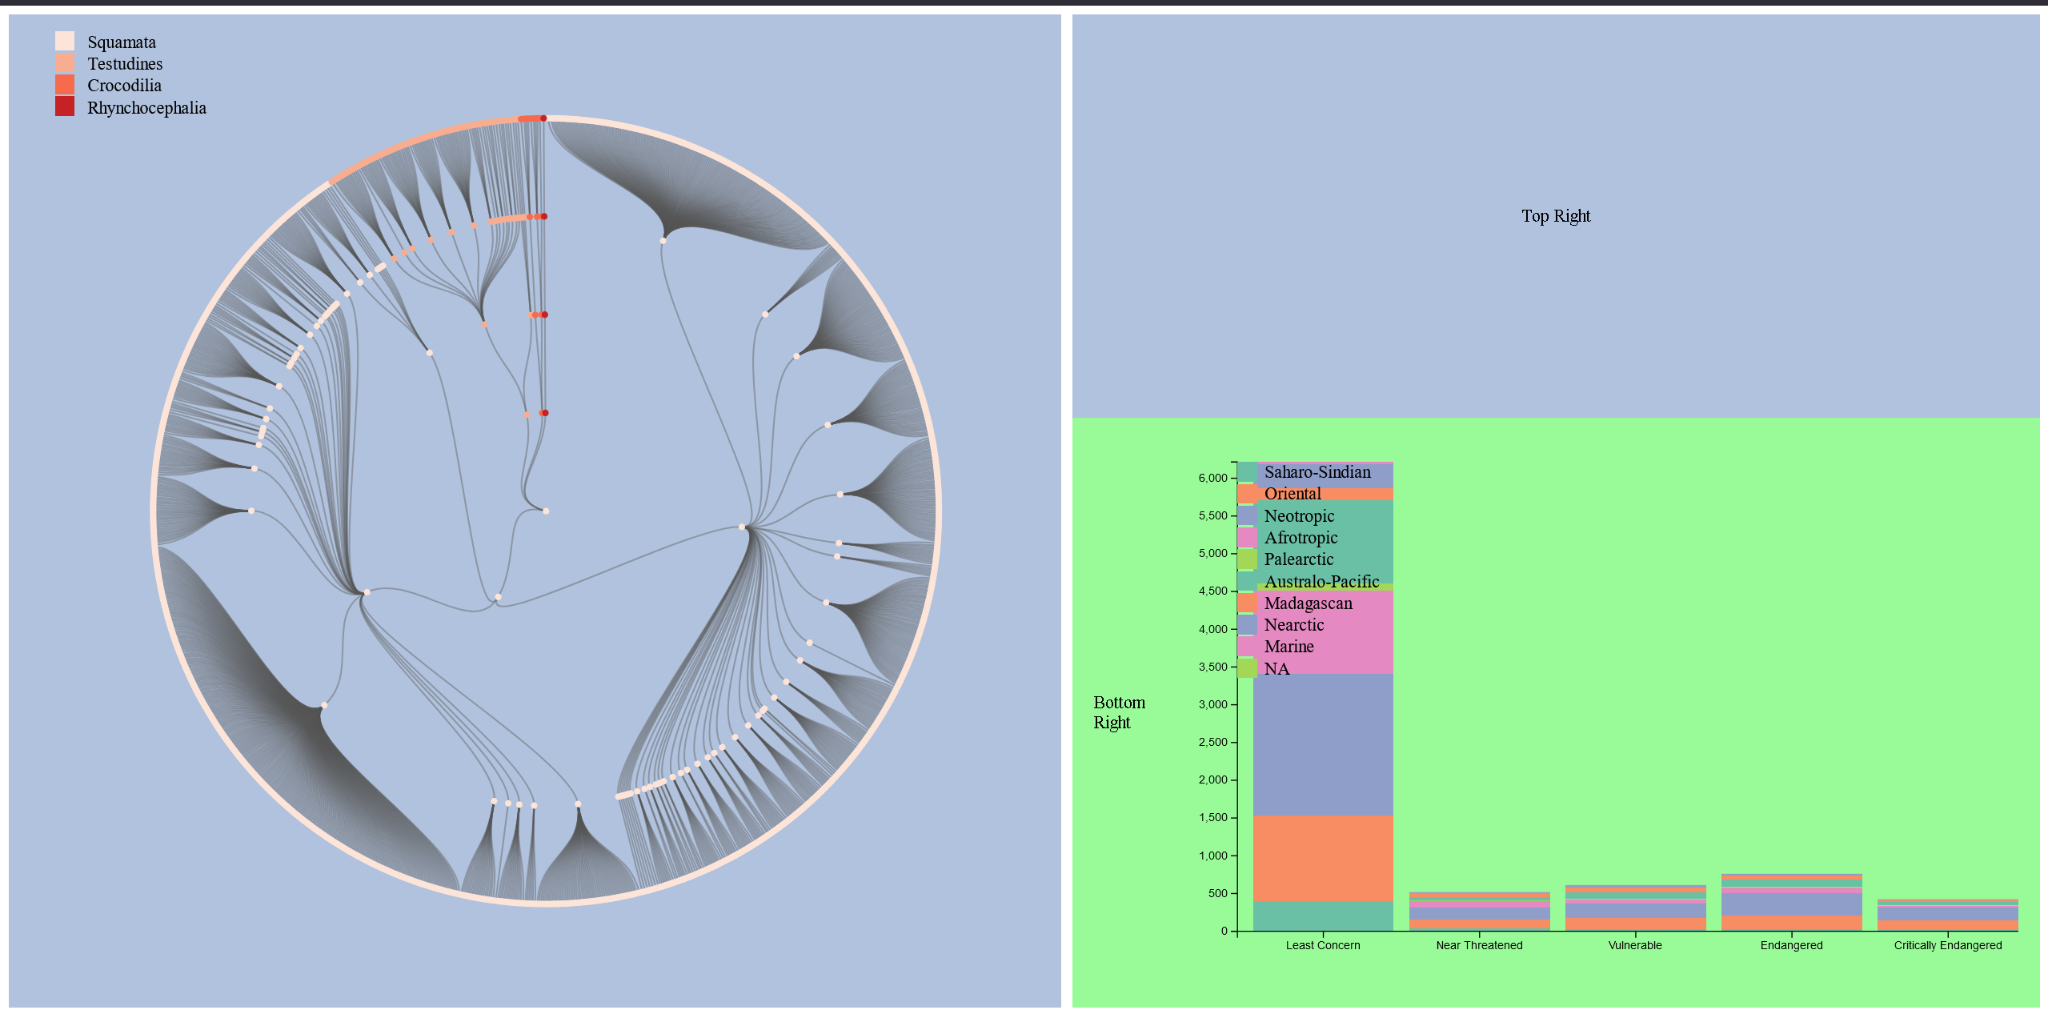 Squamata
Testudines
Crocodilia
Rhynchocephalia
Top Right
Bottom
Right
6,000
5,500
5,000
4,500
4,000
3,500
3,000
2,500
2,000
1,500
1,000
500
0
Saharo-Sindian
Oriental
Neotropic
Afrotropic
Palearctic
Australo-Pacific
Madagascan
Nearctic
Marine
NA
Least Concern
Near Threatened
Vulnerable
Endangered
Critically Endangered